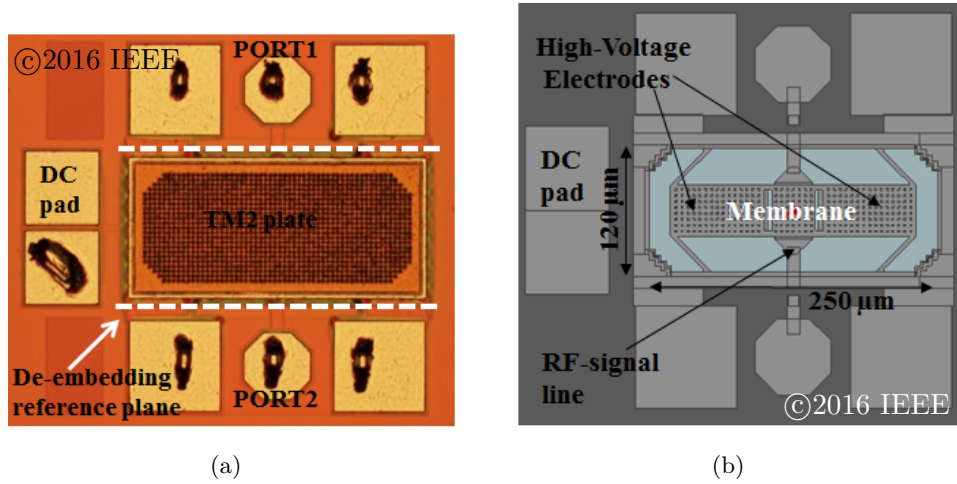 ©2016 IEEE
PORT1
DC
pad
TM2 plate
De-embedding
reference plane
PORT2
(a)
High-Voltage
Electrodes
DC
pad
Membrane
120 µm
250 µm
RF-signal
line
©2016 IEEE
(b)